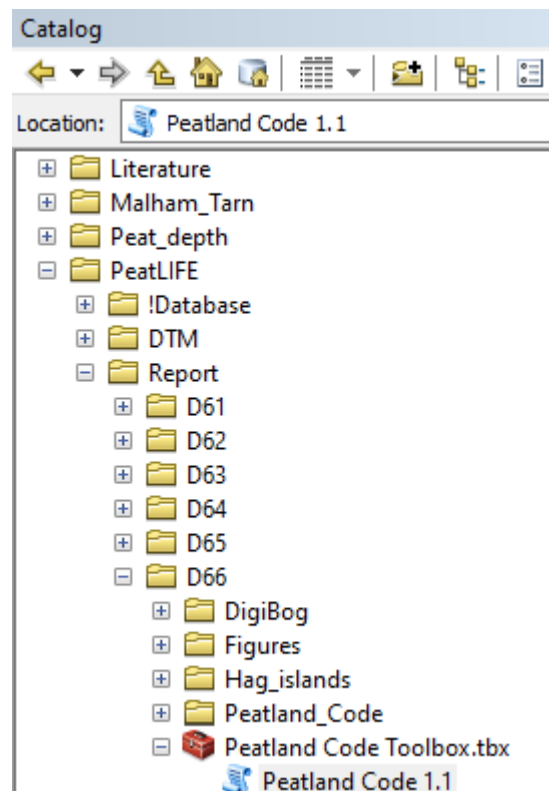 Catalog
Location: Peatland Code 1.1
Literature
Malham_Tarn
Peat_depth
PeatLIFE
!Database
DTM
Report
D61
D62
D63
D64
D65
D66
DigiBog
Figures
Hag_islands
Peatland_Code
Peatland Code Toolbox.tbx
Peatland Code 1.1